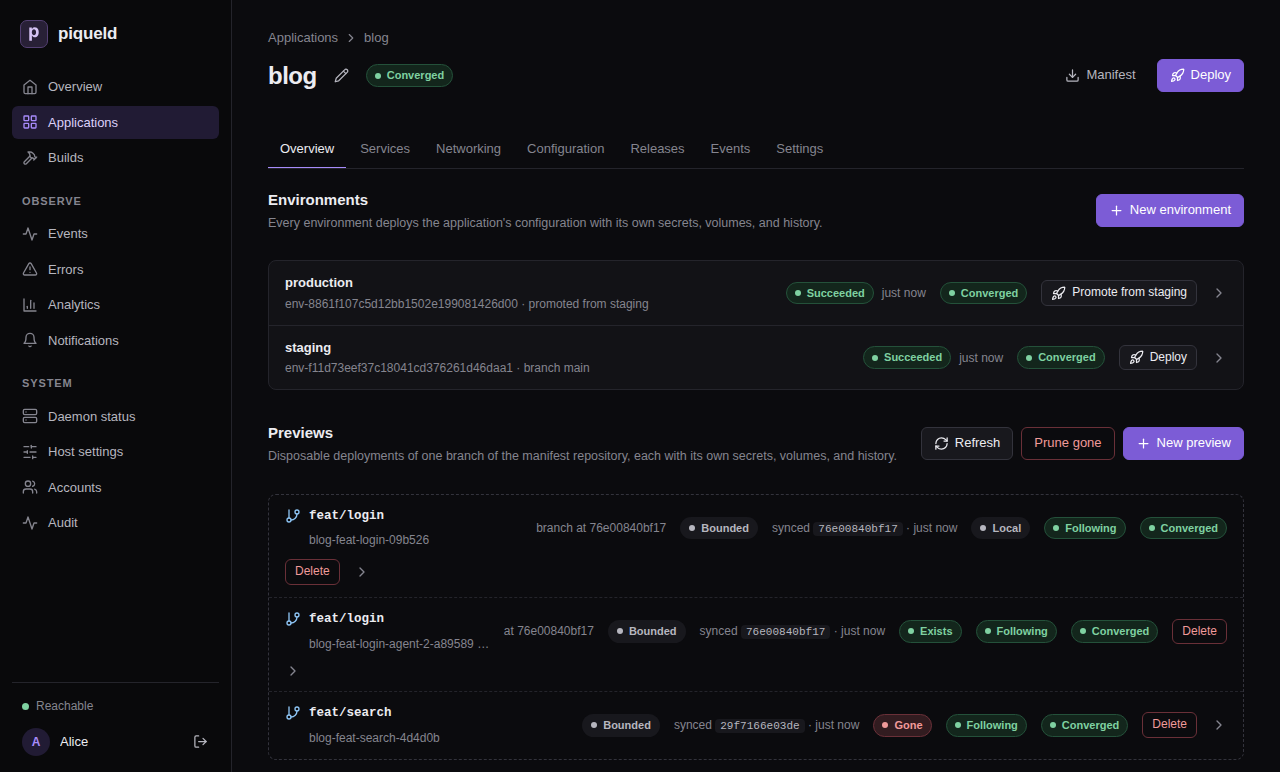 p piqueld
Overview
Applications
Builds
OBSERVE
Events
Errors
Analytics
Notifications
SYSTEM
Daemon status
Host settings
Accounts
Audit
Reachable
A Alice
Applications > blog
blog Converged Manifest Deploy
Overview Services Networking Configuration Releases Events Settings
Environments
Every environment deploys the application's configuration with its own secrets, volumes, and history.
New environment
production
env-8861f107c5d12bb1502e199081426d00 · promoted from staging
Succeeded just now Converged Promote from staging
staging
env-f11d73eef37c18041cd376261d46daa1 · branch main
Succeeded just now Converged Deploy
Previews
Disposable deployments of one branch of the manifest repository, each with its own secrets, volumes, and history.
Refresh Prune gone New preview
feat/login
blog-feat-login-09b526
branch at 76e00840bf17 Bounded synced 76e00840bf17 · just now Local Following Converged
Delete
feat/login
blog-feat-login-agent-2-a89589 …
at 76e00840bf17 Bounded synced 76e00840bf17 · just now Exists Following Converged Delete
feat/search
blog-feat-search-4d4d0b
Bounded synced 29f7166e03de · just now Gone Following Converged Delete